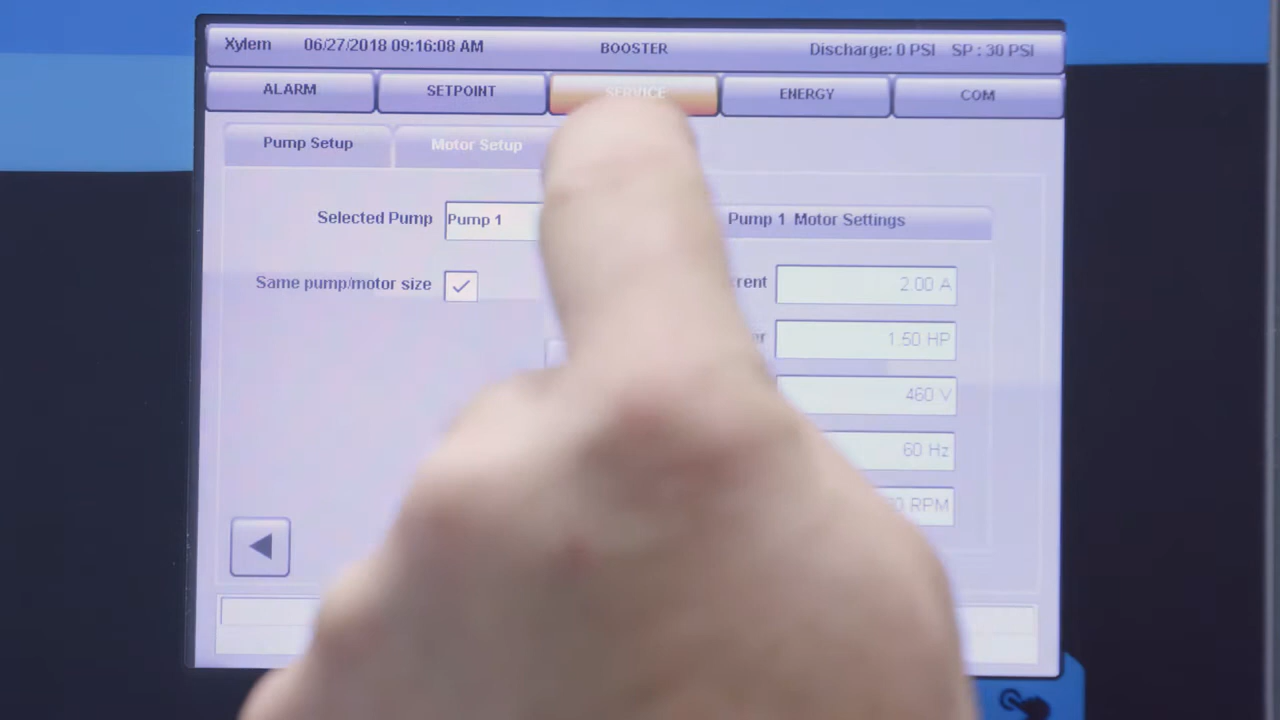 Xylem 06/27/2018 09:16:08 AM BOOSTER Discharge: 0 PSI SP : 30 PSI
ALARM SETPOINT SERVICE ENERGY COM
Pump Setup Motor Setup
Selected Pump Pump 1 Pump 1 Motor Settings
Same pump/motor size 2.00 A
1.50 HP
460 V
60 Hz
RPM